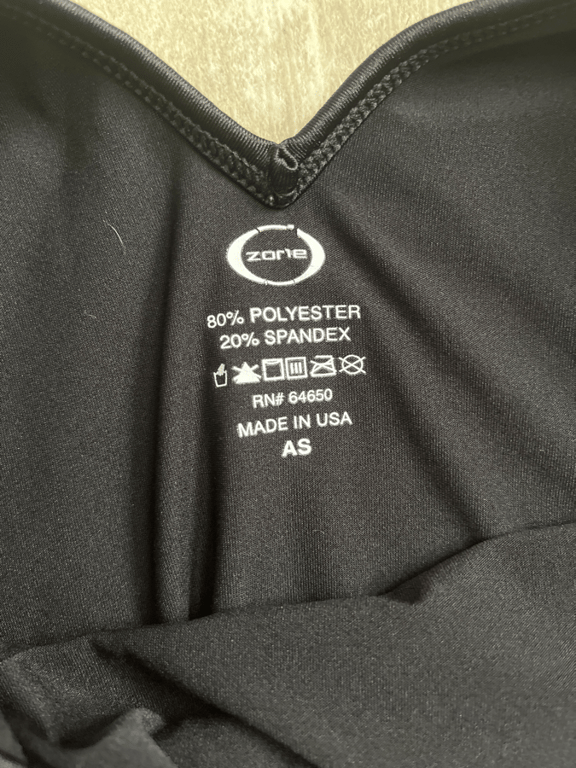 zone
80% POLYESTER
20% SPANDEX
RN# 64650
MADE IN USA
AS